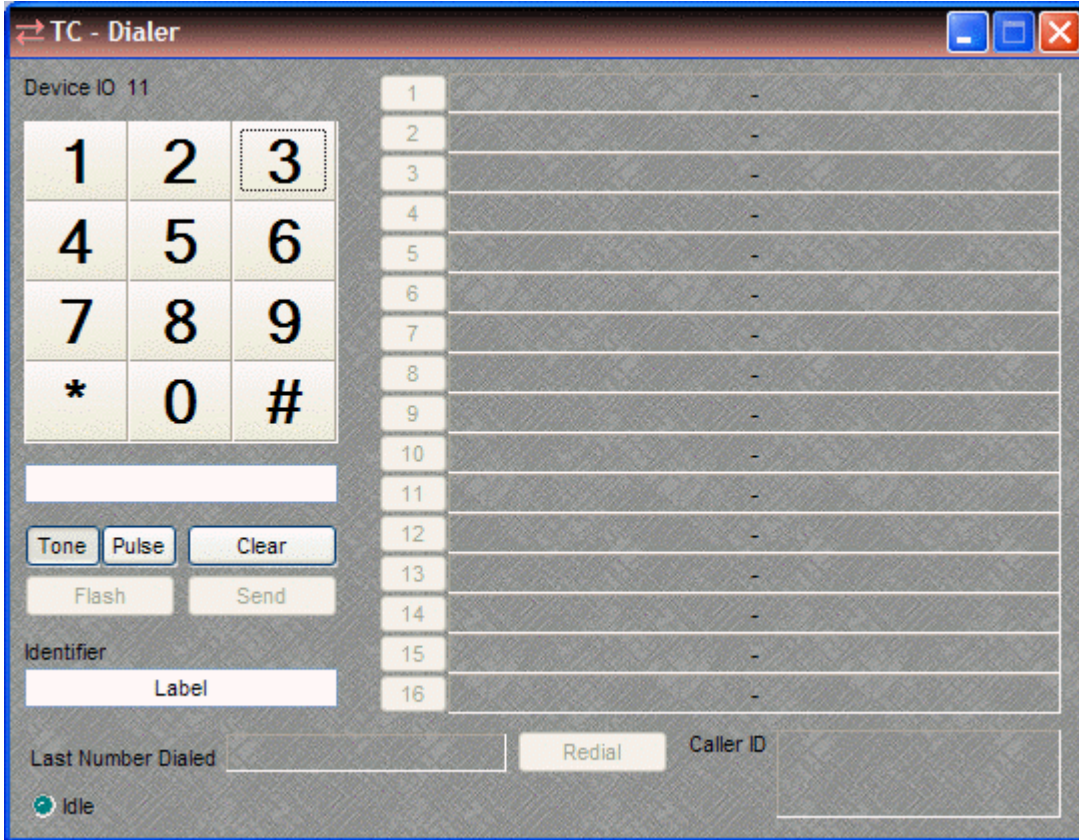 TC - Dialer
Device IO 11
1 2 3
4 5 6
7 8 9
* 0 #
Tone Pulse Clear
Flash Send
Identifier
Label
1 -
2 -
3 -
4 -
5 -
6 -
7 -
8 -
9 -
10 -
11 -
12 -
13 -
14 -
15 -
16 -
Last Number Dialed Redial Caller ID
Idle